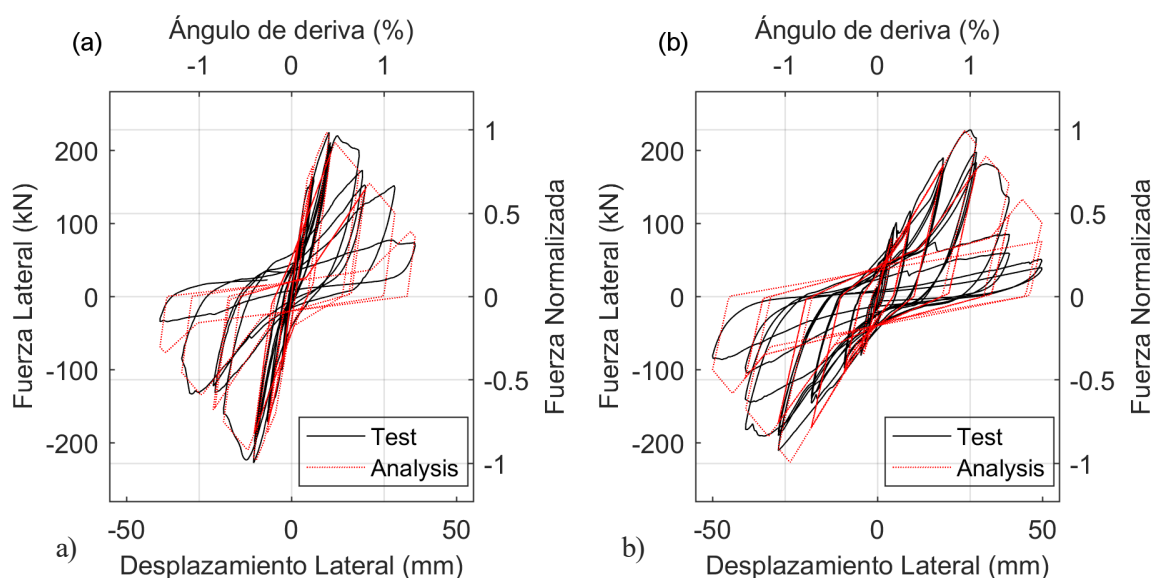 (a)
Ángulo de deriva (%)
-1 0 1
Fuerza Lateral (kN)
200
100
0
-100
-200
1
0.5
0
-0.5
-1
Fuerza Normalizada
Test
Analysis
-50 0 50
a)
Desplazamiento Lateral (mm)
(b)
Ángulo de deriva (%)
-1 0 1
Fuerza Lateral (kN)
200
100
0
-100
-200
1
0.5
0
-0.5
-1
Fuerza Normalizada
Test
Analysis
-50 0 50
b)
Desplazamiento Lateral (mm)